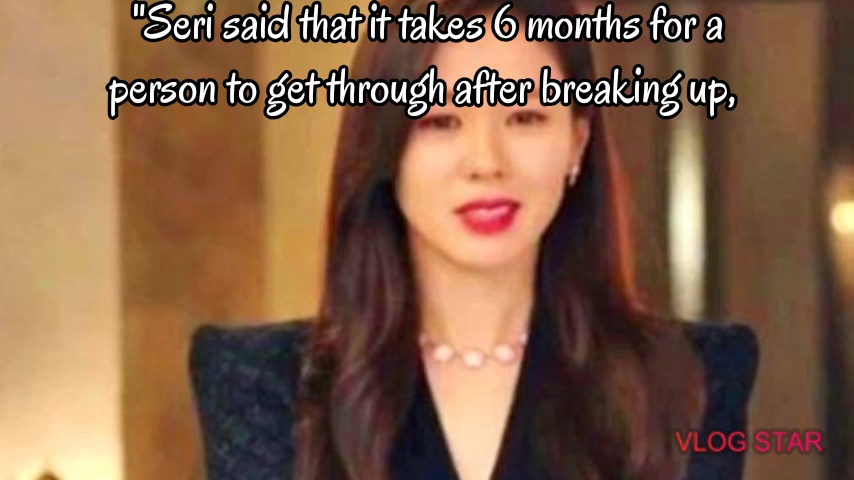 "Seri said that it takes 6 months for a
person to get through after breaking up,
VLOG STAR